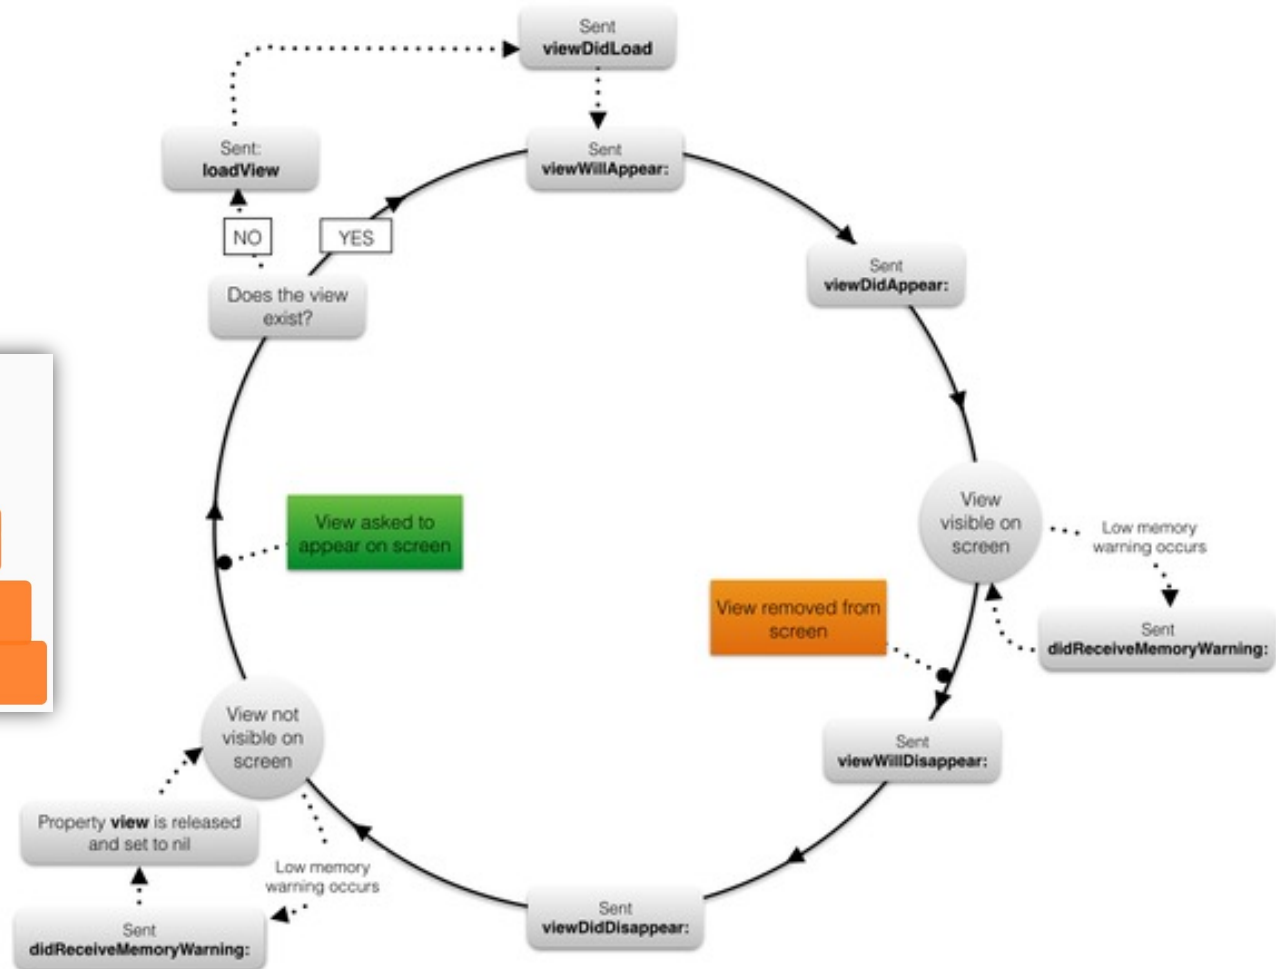 Sent
viewDidLoad
Sent:
loadView
Sent
viewWillAppear:
NO
YES
Does the view
exist?
Sent
viewDidAppear:
View asked to
appear on screen
View
visible on
screen
Low memory
warning occurs
Sent
didReceiveMemoryWarning:
View removed from
screen
Sent
viewWillDisappear:
Sent
viewDidDisappear:
View not
visible on
screen
Low memory
warning occurs
Sent
didReceiveMemoryWarning:
Property view is released
and set to nil